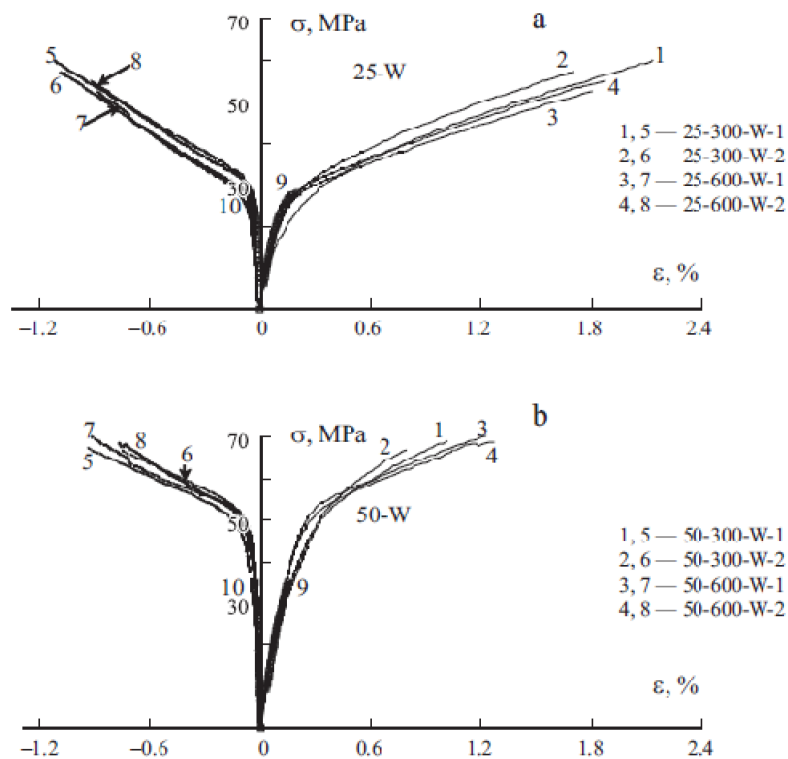 70 σ, MPa a
5 8 2 1
6 25-W 4
7 50 3
1, 5 — 25-300-W-1
2, 6 25-300-W-2
3, 7 — 25-600-W-1
4, 8 — 25-600-W-2
30 9
10
ε, %
−1.2 −0.6 0 0.6 1.2 1.8 2.4
70 σ, MPa b
7 8 6 2 1 3
5 4
50 50-W
1, 5 — 50-300-W-1
2, 6 — 50-300-W-2
3, 7 — 50-600-W-1
4, 8 — 50-600-W-2
10 9
30
ε, %
−1.2 −0.6 0 0.6 1.2 1.8 2.4